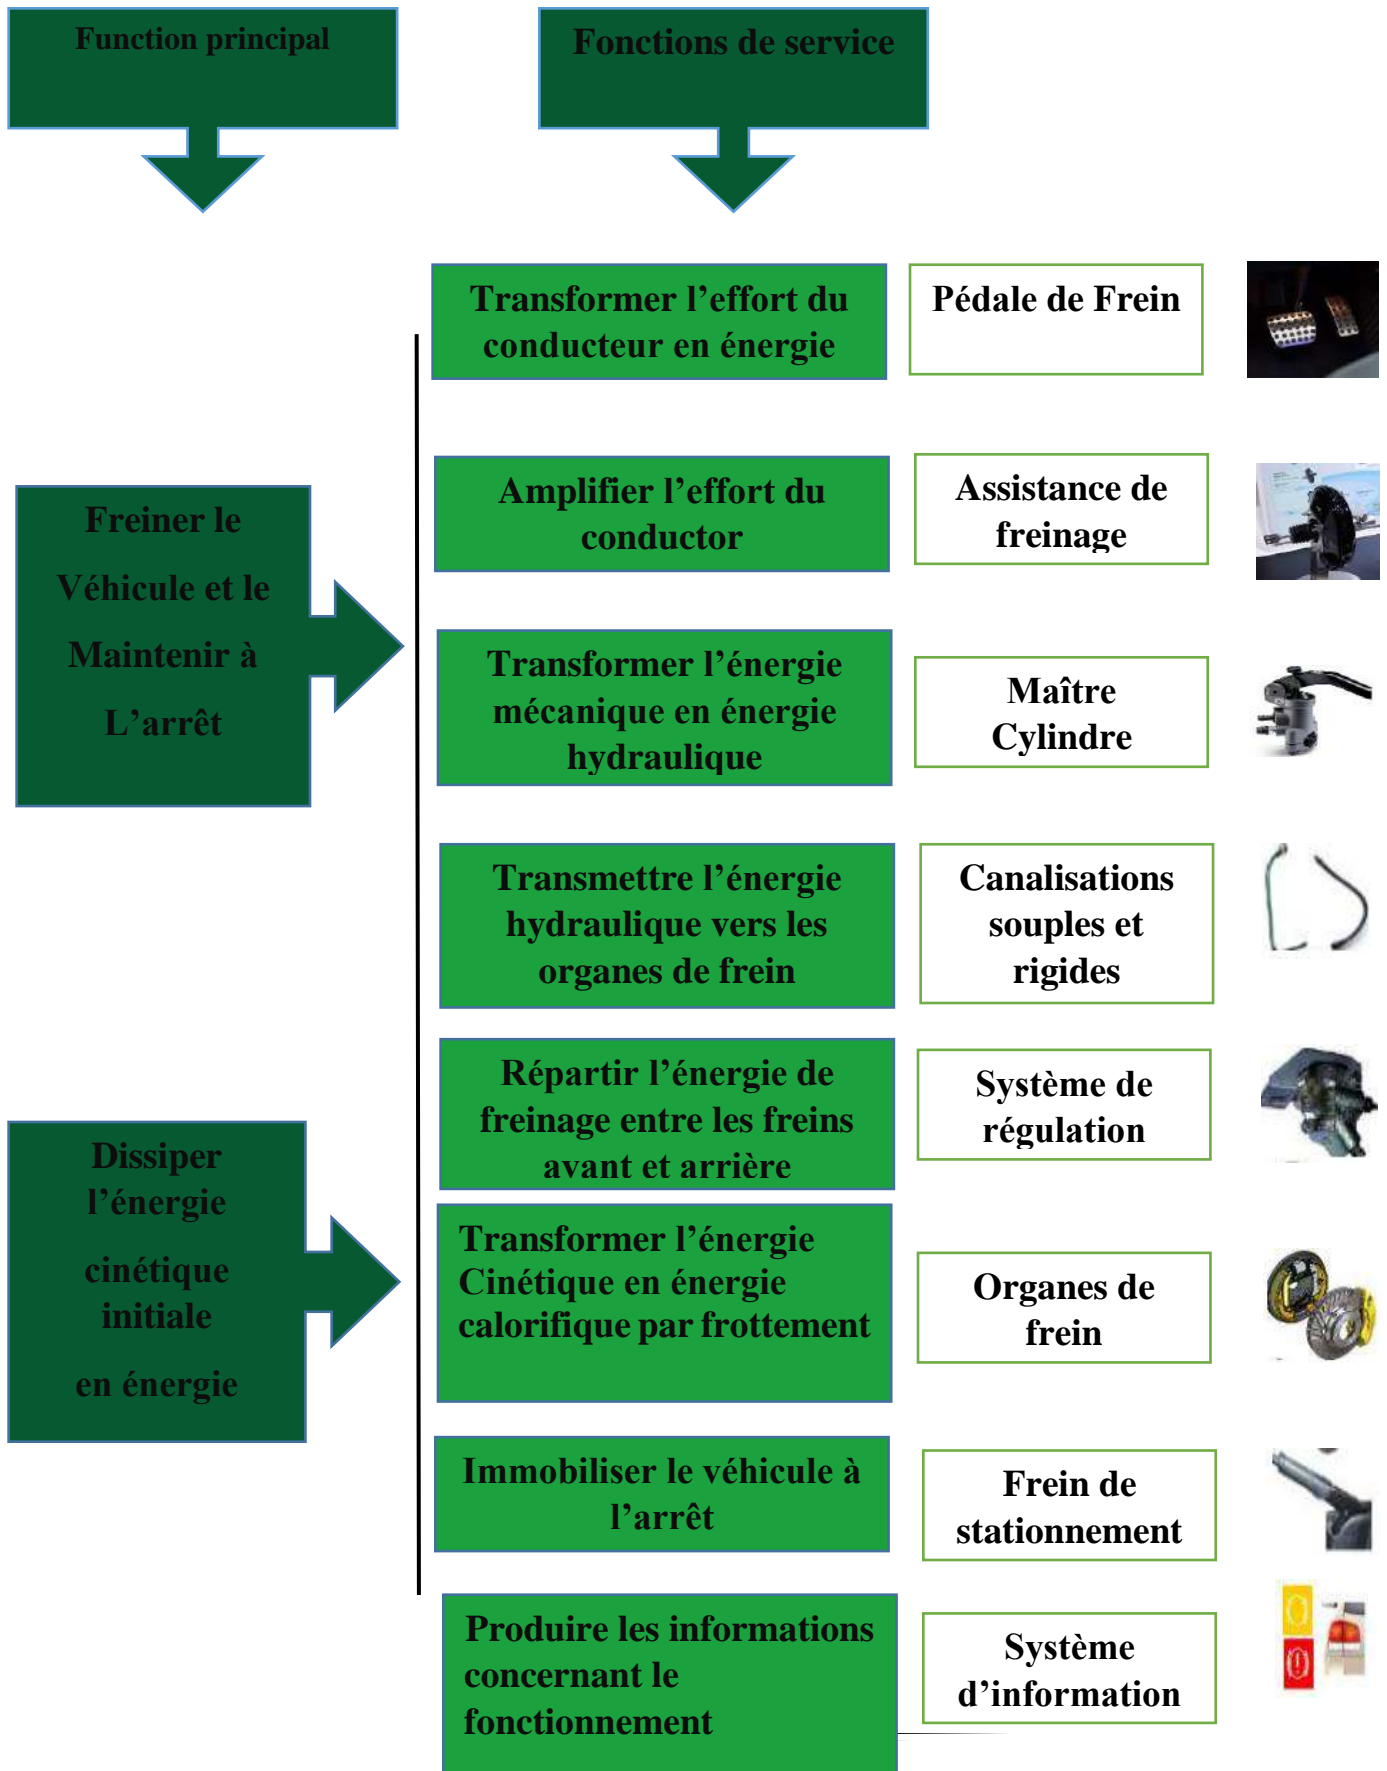 Function principal
Fonctions de service
Transformer l’effort du
conducteur en énergie
Pédale de Frein
Amplifier l’effort du
conductor
Assistance de
freinage
Freiner le
Véhicule et le
Maintenir à
L’arrêt
Transformer l’énergie
mécanique en énergie
hydraulique
Maître
Cylindre
Transmettre l’énergie
hydraulique vers les
organes de frein
Canalisations
souples et
rigides
Répartir l’énergie de
freinage entre les freins
avant et arrière
Système de
régulation
Dissiper
l’énergie
cinétique
initiale
en énergie
Transformer l’énergie
Cinétique en énergie
calorifique par frottement
Organes de
frein
Immobiliser le véhicule à
l’arrêt
Frein de
stationnement
Produire les informations
concernant le
fonctionnement
Système
d’information